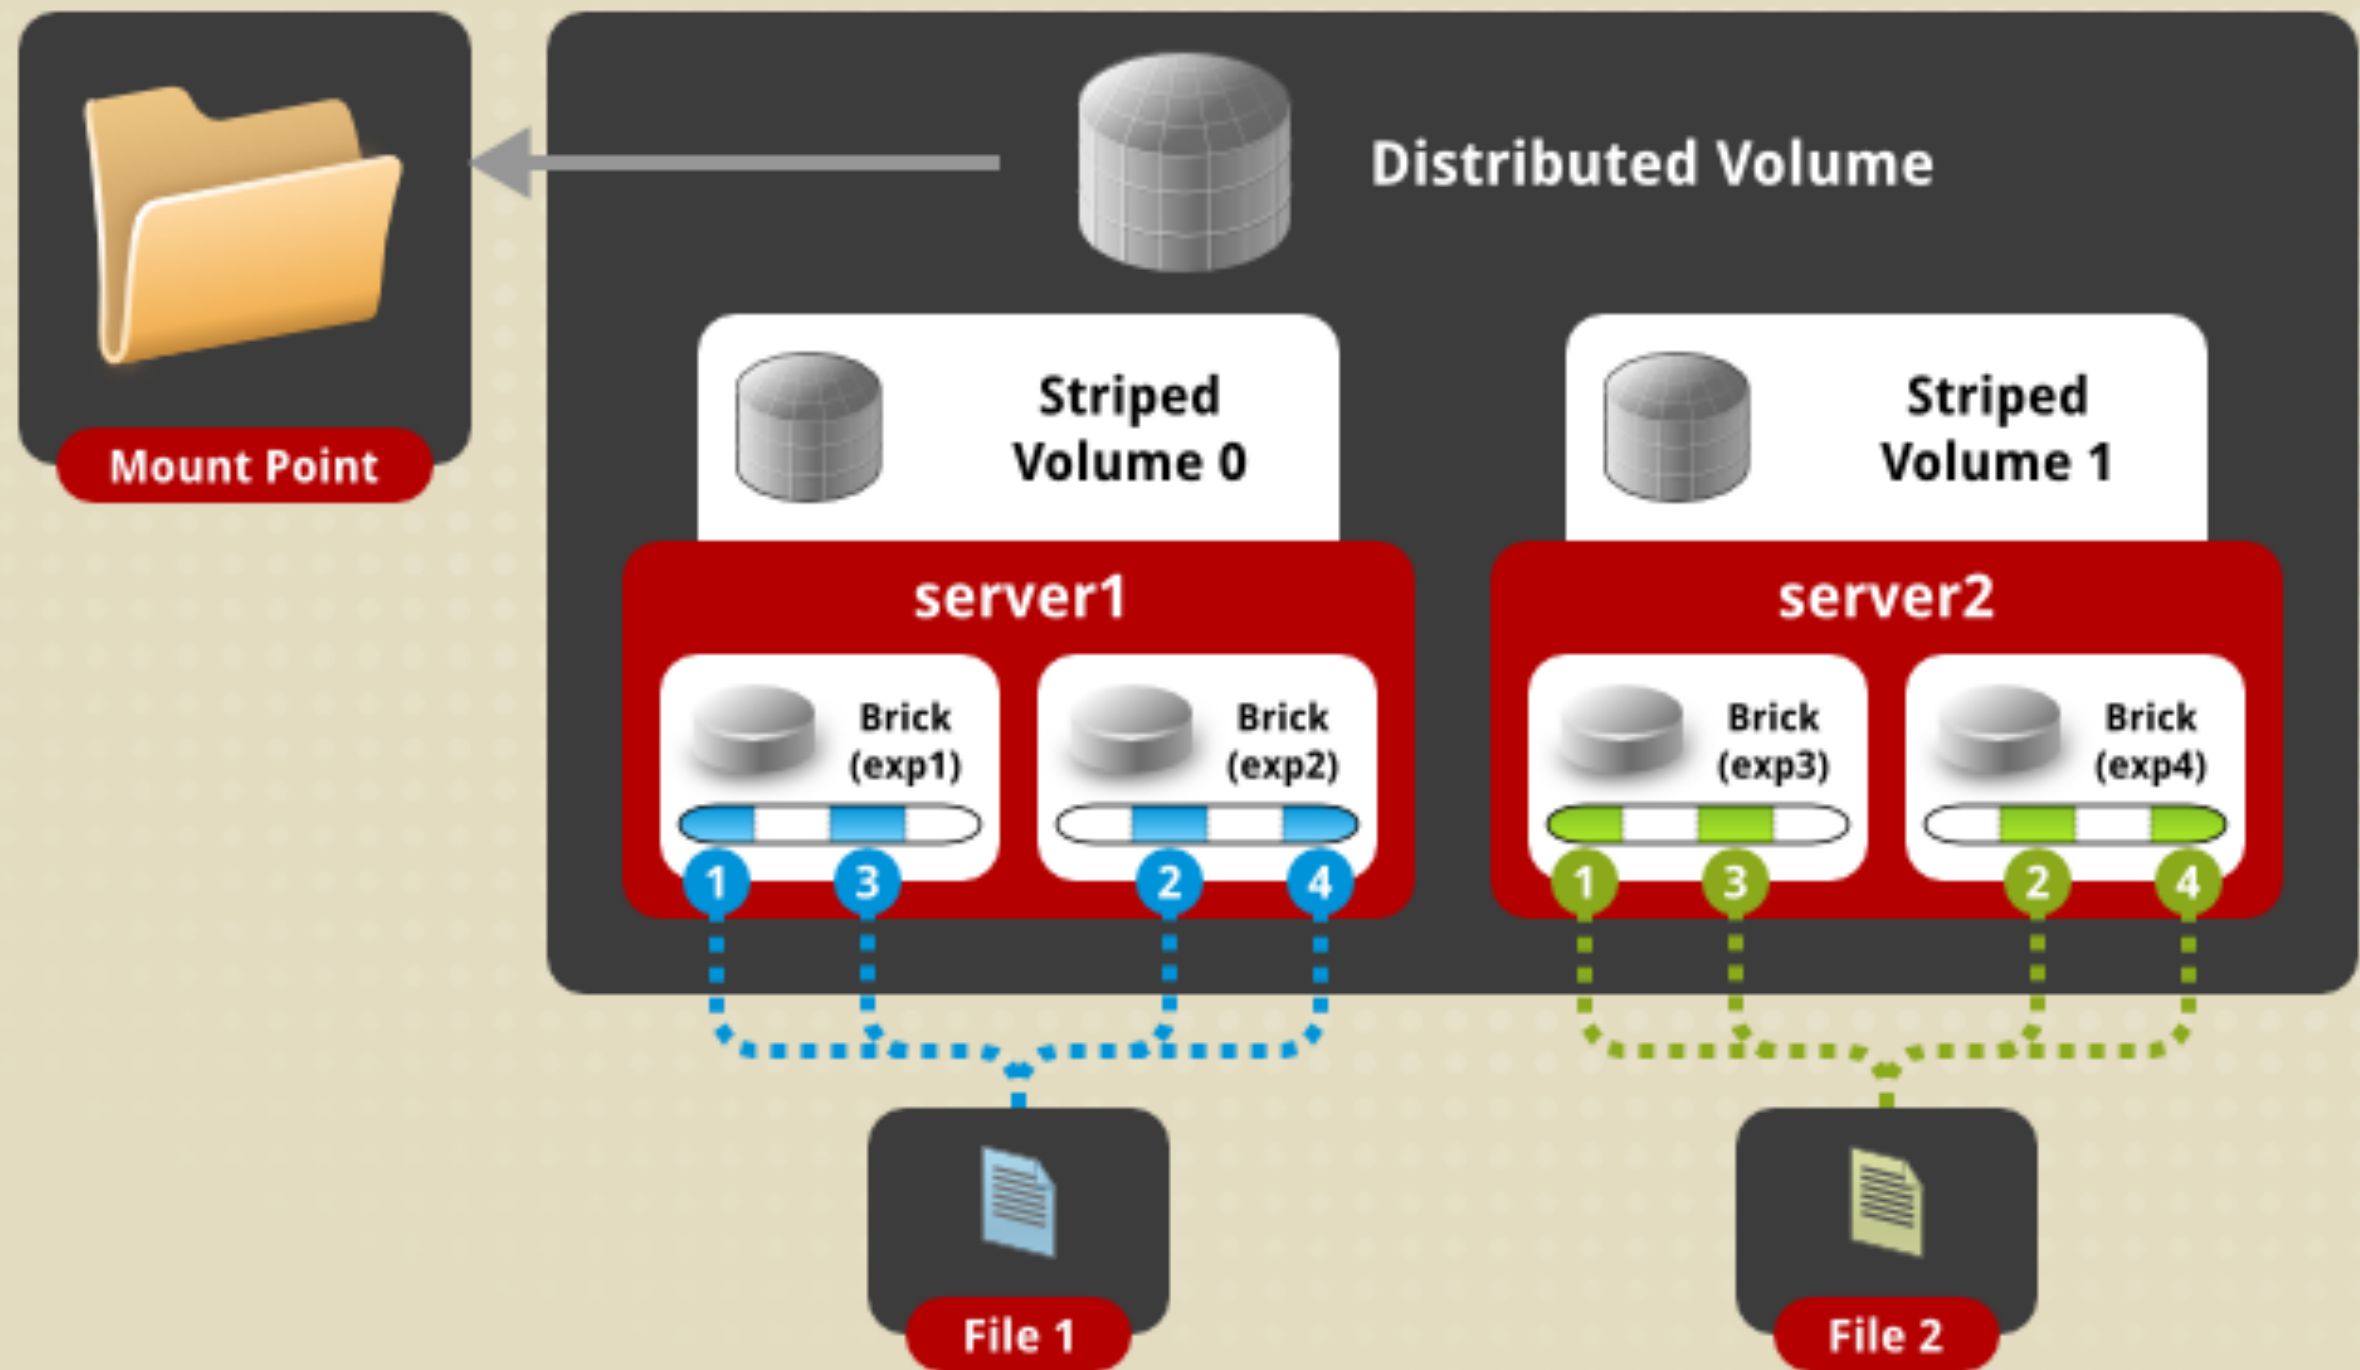 Distributed Volume
Mount Point
Striped
Volume 0
Striped
Volume 1
server1
server2
Brick
(exp1)
Brick
(exp2)
Brick
(exp3)
Brick
(exp4)
1
3
2
4
1
3
2
4
File 1
File 2